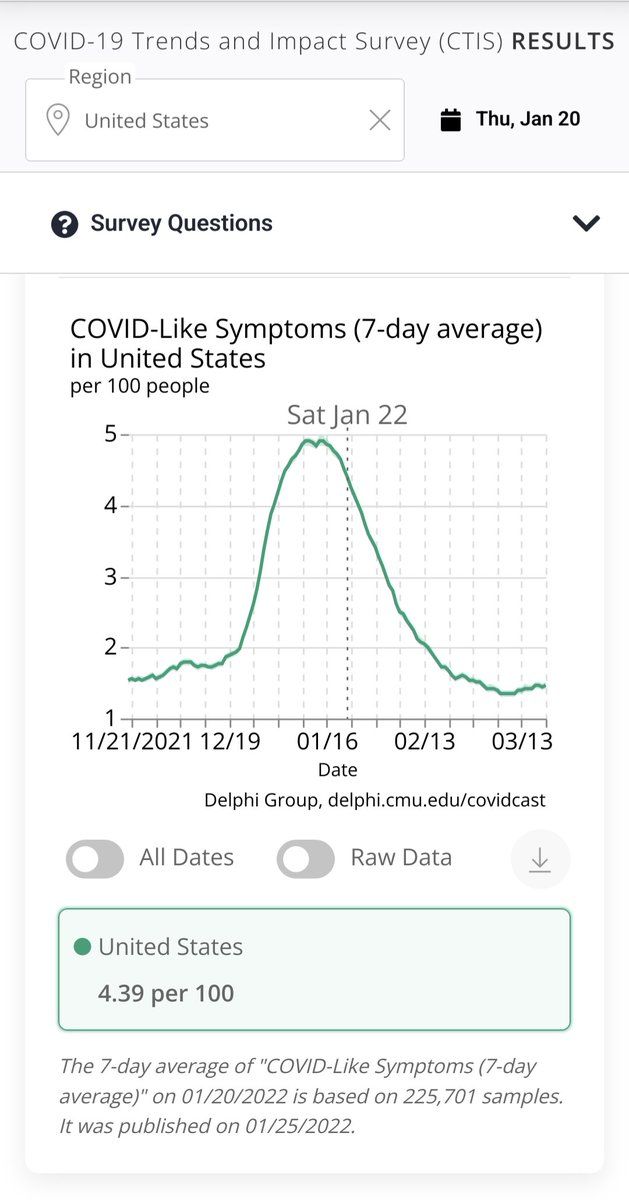 COVID-19 Trends and Impact Survey (CTIS) RESULTS
Region
United States
Thu, Jan 20
Survey Questions
COVID-Like Symptoms (7-day average)
in United States
per 100 people
Sat Jan 22
5
4
3
2
1
11/21/2021 12/19 01/16 02/13 03/13
Date
Delphi Group, delphi.cmu.edu/covidcast
All Dates
Raw Data
United States
4.39 per 100
The 7-day average of "COVID-Like Symptoms (7-day
average)" on 01/20/2022 is based on 225,701 samples.
It was published on 01/25/2022.